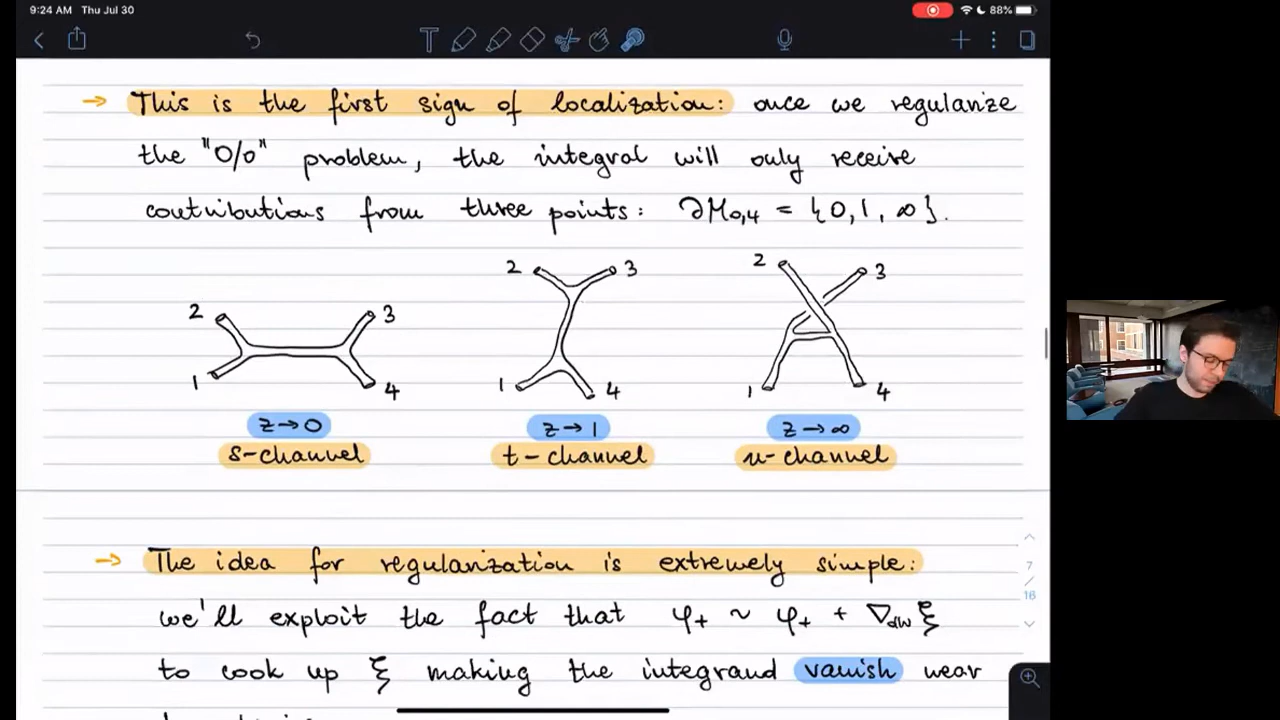 9:24 AM Thu Jul 30
88%
→ This is the first sign of localization: once we regularize
the "0/0" problem, the integral will only receive
contributions from three points: ∂M₀,₄ = {0, 1, ∞}.
2 3 1 4
2 3 1 4
2 3 1 4
z→0 z→1 z→∞
s-channel t-channel u-channel
→ The idea for regularization is extremely simple:
7
/
16
we'll exploit the fact that φ₊ ~ φ₊ + ∇dW ξ
to cook up ξ making the integrand vanish near